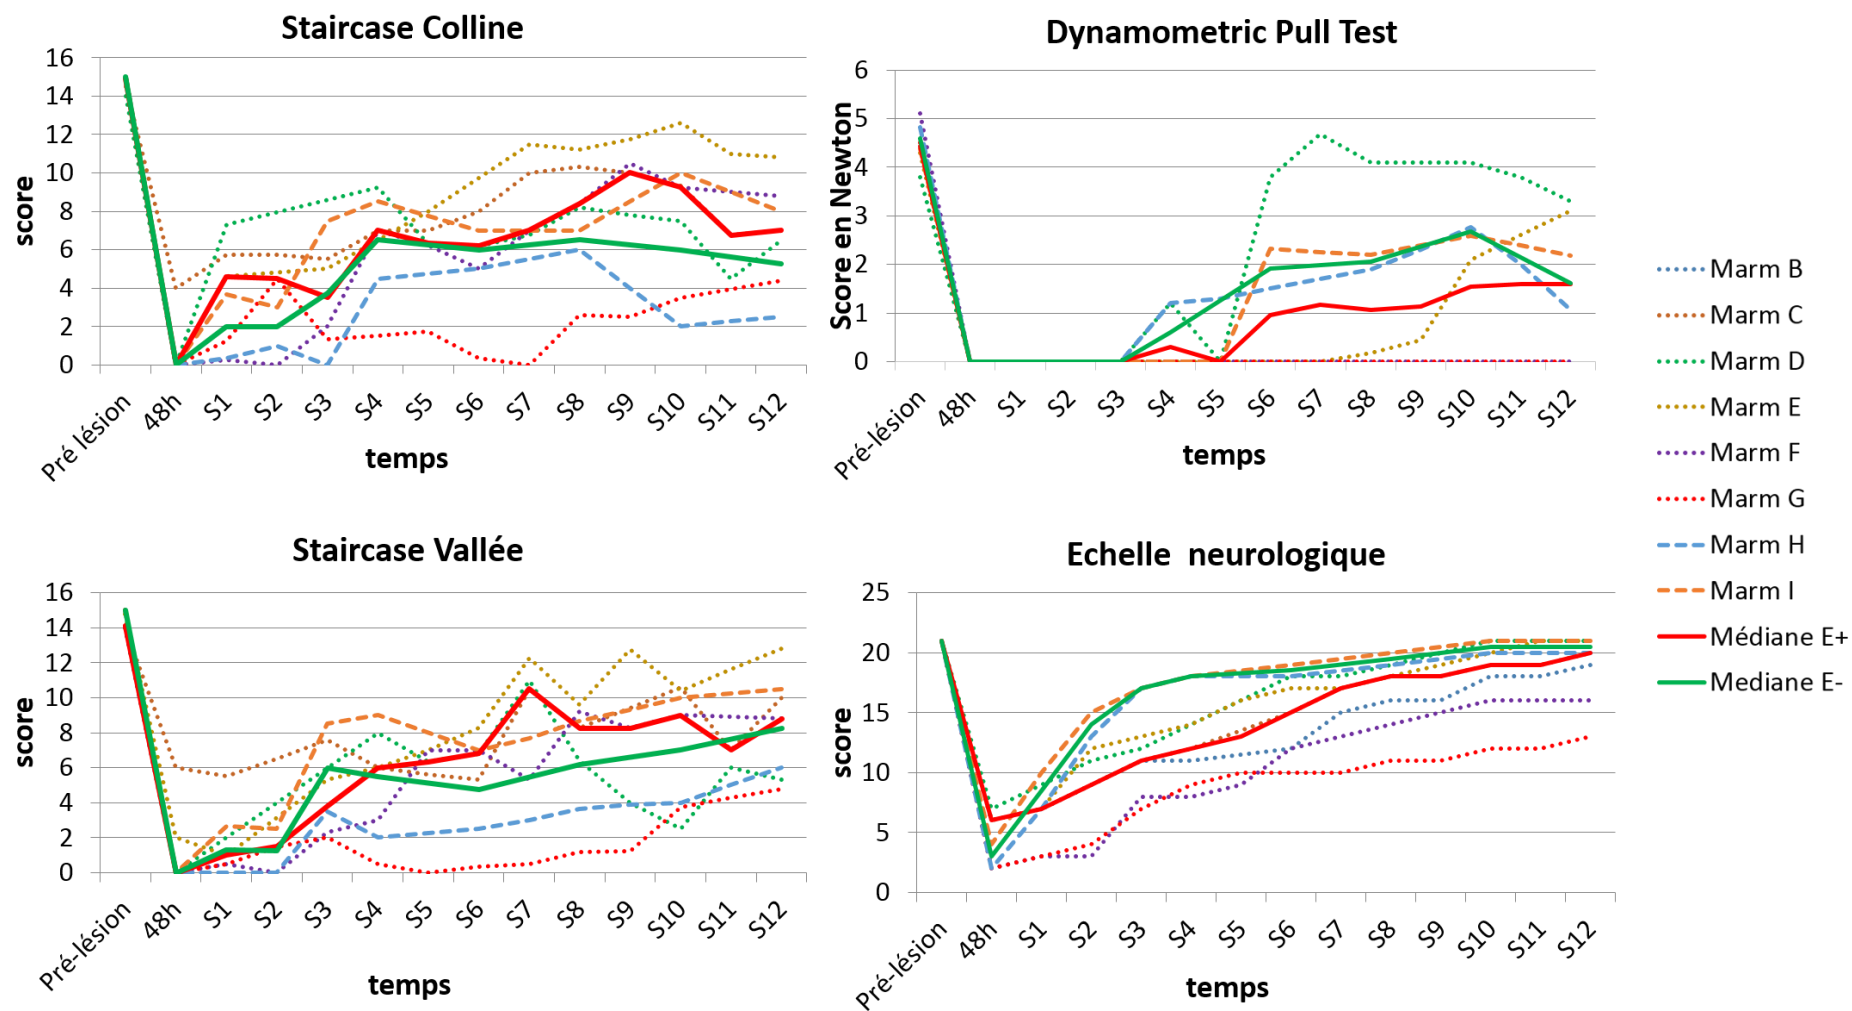 Staircase Colline
16
14
12
10
8
6
4
2
0
score
Pré lésion 48h S1 S2 S3 S4 S5 S6 S7 S8 S9 S10 S11 S12
temps
Dynamometric Pull Test
6
5
4
3
2
1
0
Score en Newton
Pré-lésion 48h S1 S2 S3 S4 S5 S6 S7 S8 S9 S10 S11 S12
temps
Staircase Vallée
16
14
12
10
8
6
4
2
0
score
Pré-lésion 48h S1 S2 S3 S4 S5 S6 S7 S8 S9 S10 S11 S12
temps
Echelle neurologique
25
20
15
10
5
0
score
Pré-lésion 48h S1 S2 S3 S4 S5 S6 S7 S8 S9 S10 S11 S12
temps
Marm B
Marm C
Marm D
Marm E
Marm F
Marm G
Marm H
Marm I
Médiane E+
Mediane E-